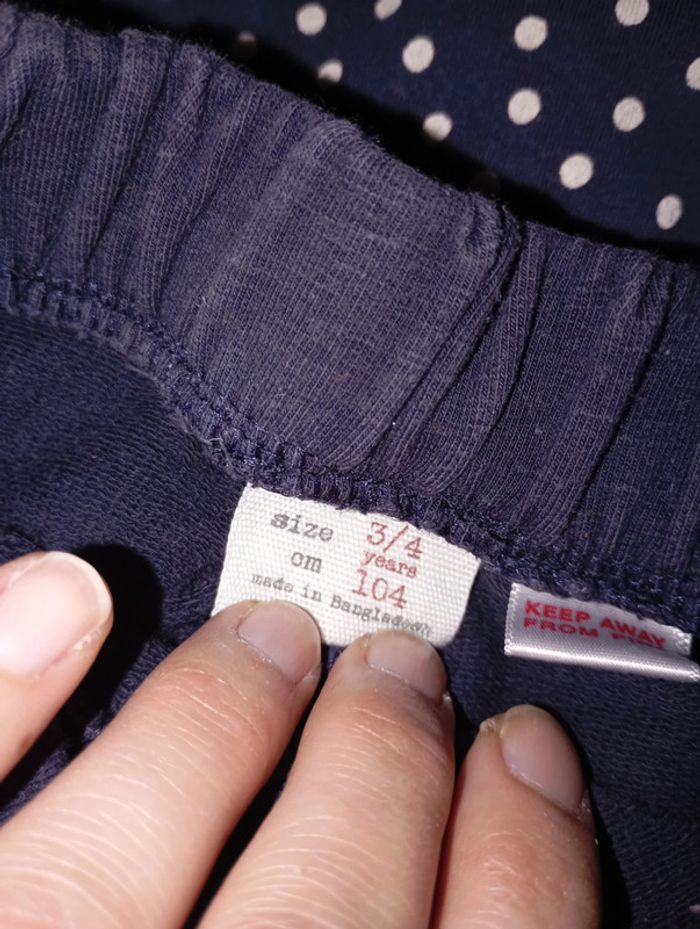 size 3/4
cm years
104
made in Bangladesh
KEEP AWAY
FROM FIRE